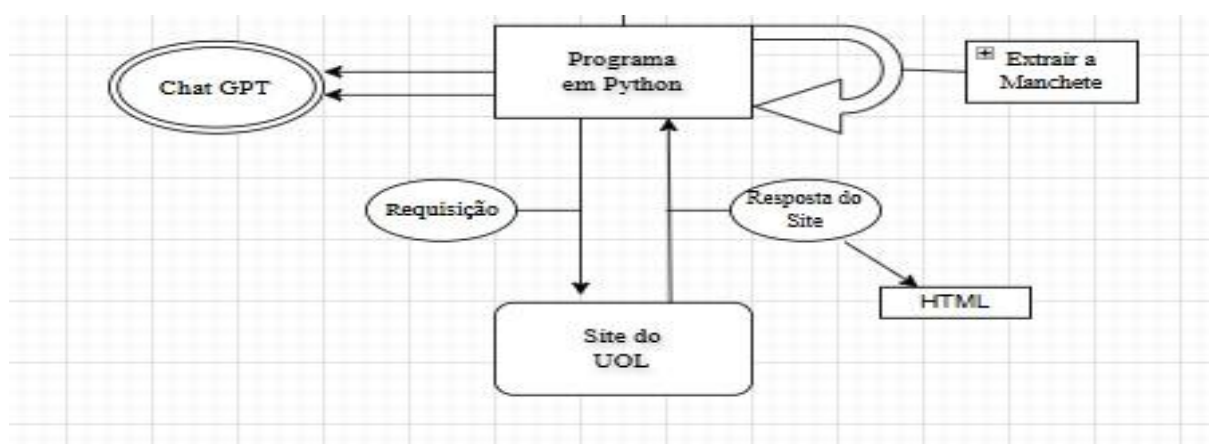 Chat GPT
Programa
em Python
Extrair a
Manchete
Requisição
Resposta do
Site
HTML
Site do
UOL